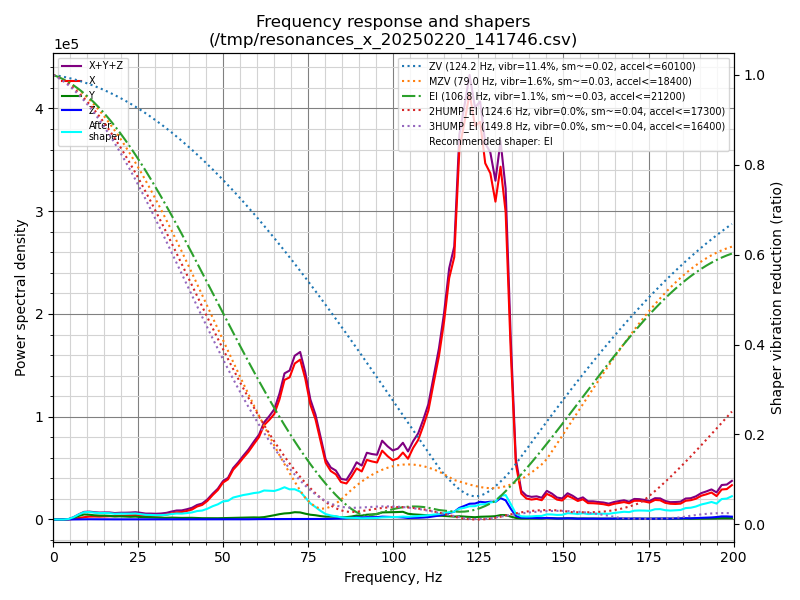 Frequency response and shapers
(/tmp/resonances_x_20250220_141746.csv)
1e5
X+Y+Z
X
Y
Z
After
shaper
ZV (124.2 Hz, vibr=11.4%, sm~=0.02, accel<=60100)
MZV (79.0 Hz, vibr=1.6%, sm~=0.03, accel<=18400)
EI (106.8 Hz, vibr=1.1%, sm~=0.03, accel<=21200)
2HUMP_EI (124.6 Hz, vibr=0.0%, sm~=0.04, accel<=17300)
3HUMP_EI (149.8 Hz, vibr=0.0%, sm~=0.04, accel<=16400)
Recommended shaper: EI
4
3
2
1
0
Power spectral density
1.0
0.8
0.6
0.4
0.2
0.0
Shaper vibration reduction (ratio)
0 25 50 75 100 125 150 175 200
Frequency, Hz